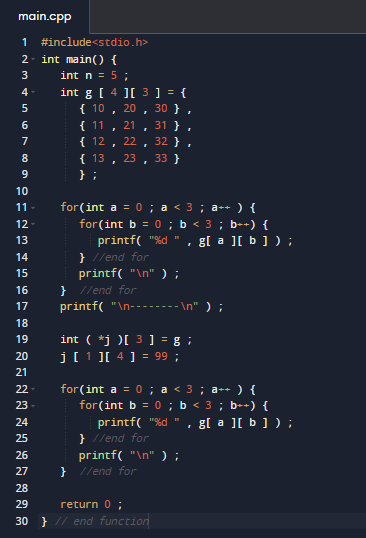 main.cpp
1 #include<stdio.h>
2 int main() {
3 int n = 5 ;
4 int g [ 4 ][ 3 ] = {
5 { 10 , 20 , 30 } ,
6 { 11 , 21 , 31 } ,
7 { 12 , 22 , 32 } ,
8 { 13 , 23 , 33 }
9 } ;
10
11 for(int a = 0 ; a < 3 ; a++ ) {
12 for(int b = 0 ; b < 3 ; b++) {
13 printf( "%d " , g[ a ][ b ] ) ;
14 } //end for
15 printf( "\n" ) ;
16 } //end for
17 printf( "\n--------\n" ) ;
18
19 int ( *j )[ 3 ] = g ;
20 j [ 1 ][ 4 ] = 99 ;
21
22 for(int a = 0 ; a < 3 ; a++ ) {
23 for(int b = 0 ; b < 3 ; b++) {
24 printf( "%d " , g[ a ][ b ] ) ;
25 } //end for
26 printf( "\n" ) ;
27 } //end for
28
29 return 0 ;
30 } // end function